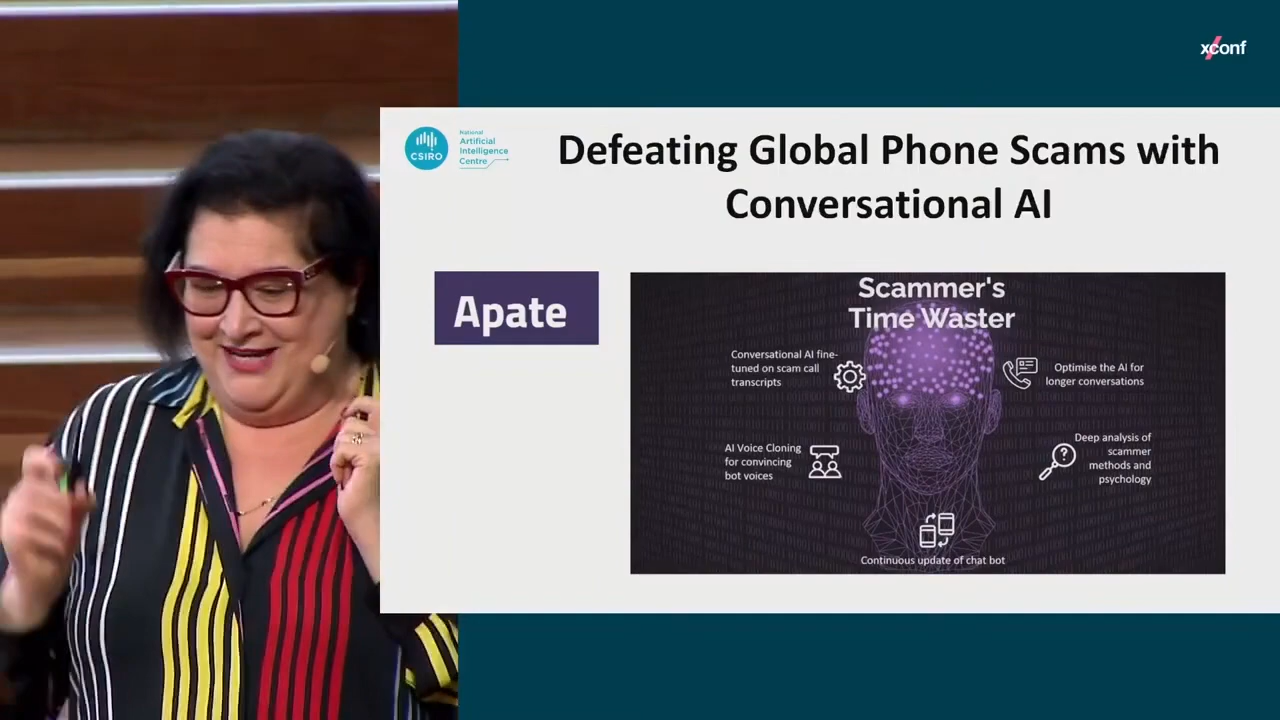 xconf
CSIRO
National
Artificial
Intelligence
Centre
Defeating Global Phone Scams with
Conversational AI
Apate
Scammer's
Time Waster
Conversational AI fine-
tuned on scam call
transcripts
Optimise the AI for
longer conversations
AI Voice Cloning
for convincing
bot voices
Deep analysis of
scammer
methods and
psychology
?
Continuous update of chat bot